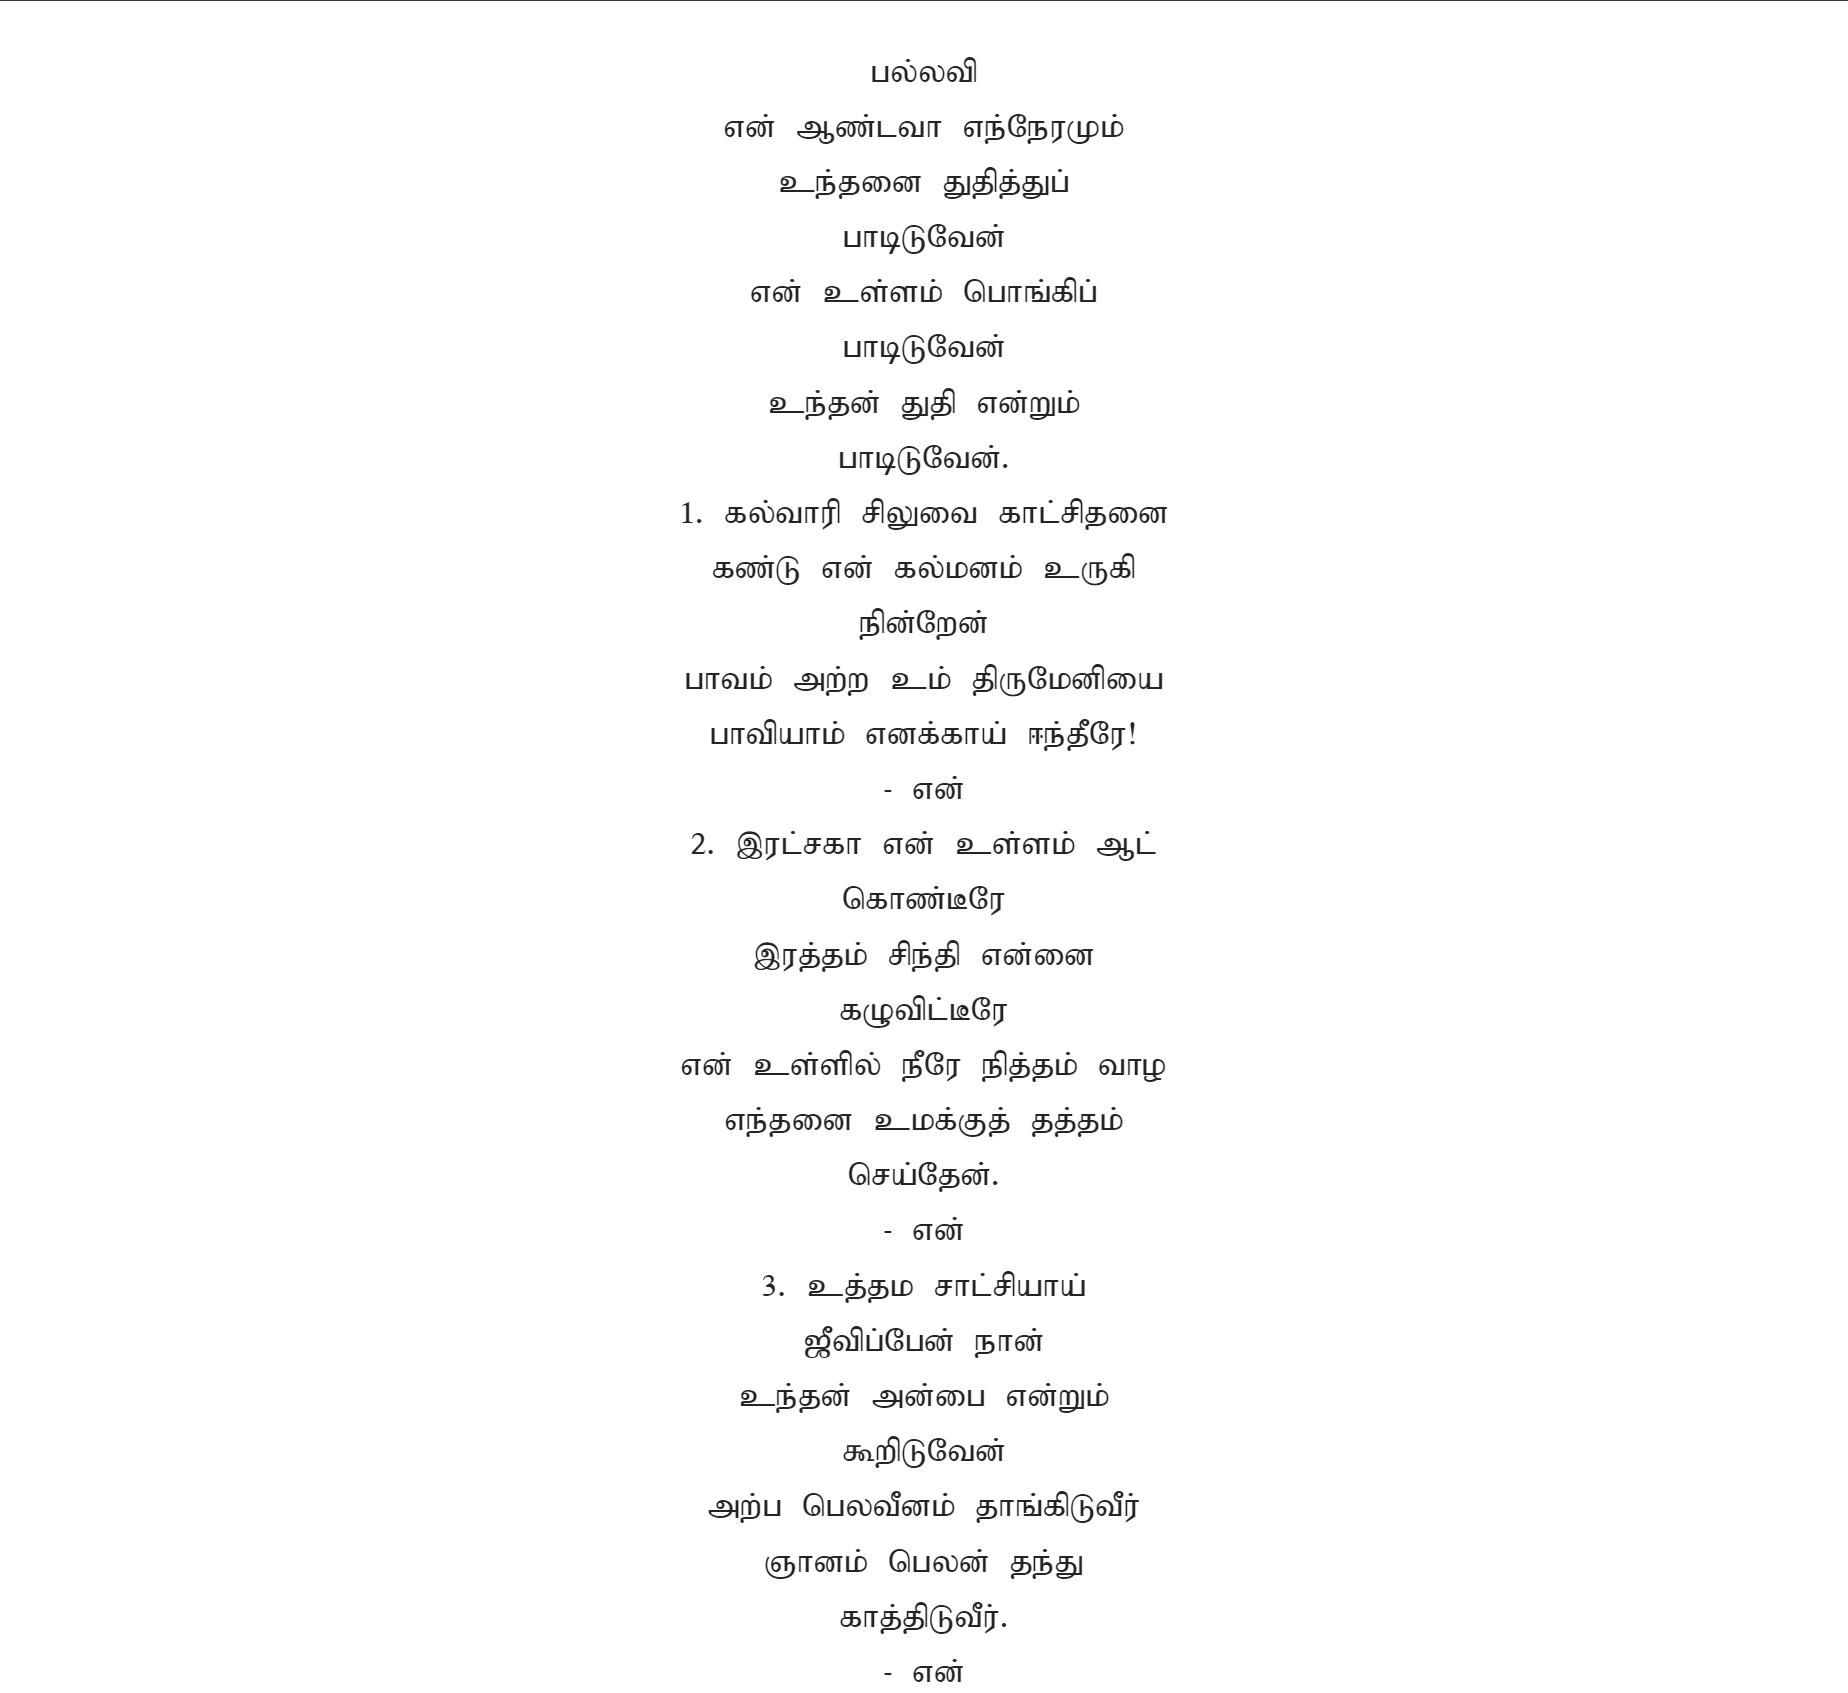 பல்லவி
என் ஆண்டவா எந்நேரமும்
உந்தனை துதித்துப்
பாடிடுவேன்
என் உள்ளம் பொங்கிப்
பாடிடுவேன்
உந்தன் துதி என்றும்
பாடிடுவேன்.
1. கல்வாரி சிலுவை காட்சிதனை
கண்டு என் கல்மனம் உருகி
நின்றேன்
பாவம் அற்ற உம் திருமேனியை
பாவியாம் எனக்காய் ஈந்தீரே!
- என்
2. இரட்சகா என் உள்ளம் ஆட்
கொண்டீரே
இரத்தம் சிந்தி என்னை
கழுவிட்டீரே
என் உள்ளில் நீரே நித்தம் வாழ
எந்தனை உமக்குத் தத்தம்
செய்தேன்.
- என்
3. உத்தம சாட்சியாய்
ஜீவிப்பேன் நான்
உந்தன் அன்பை என்றும்
கூறிடுவேன்
அற்ப பெலவீனம் தாங்கிடுவீர்
ஞானம் பெலன் தந்து
காத்திடுவீர்.
- என்